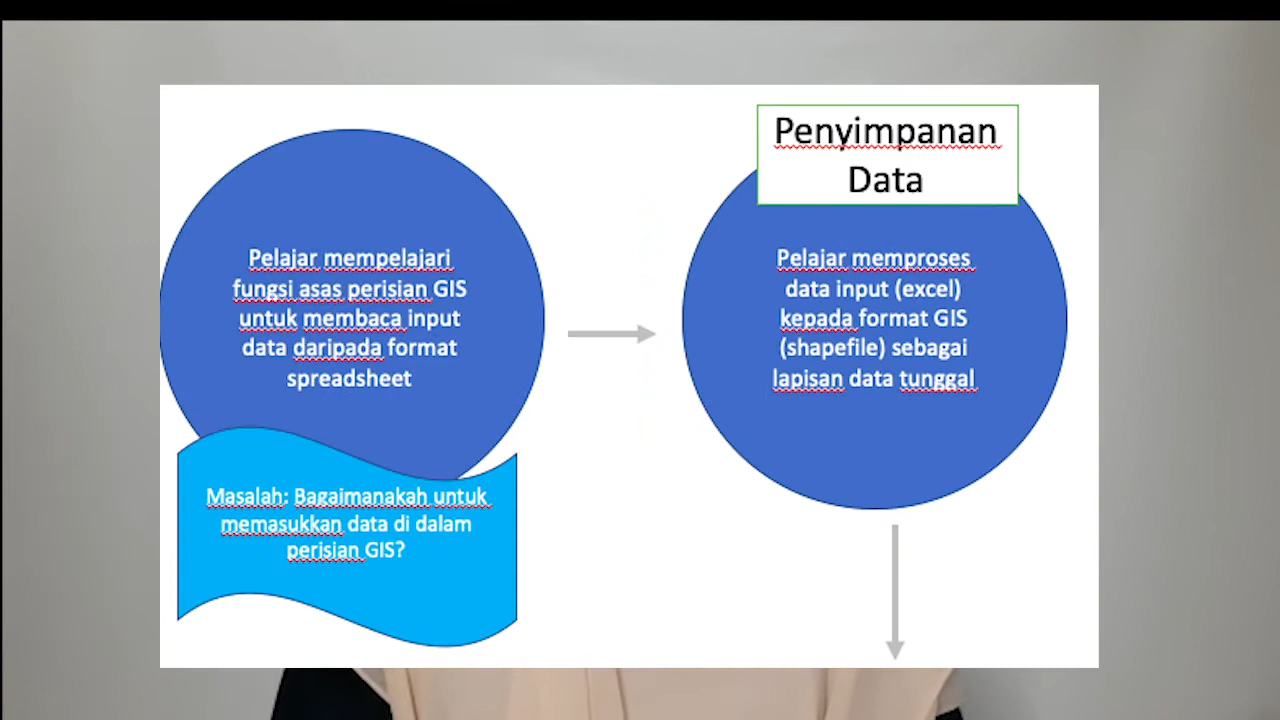 Pelajar mempelajari
fungsi asas perisian GIS
untuk membaca input
data daripada format
spreadsheet
Masalah: Bagaimanakah untuk
memasukkan data di dalam
perisian GIS?
Penyimpanan
Data
Pelajar memproses
data input (excel)
kepada format GIS
(shapefile) sebagai
lapisan data tunggal